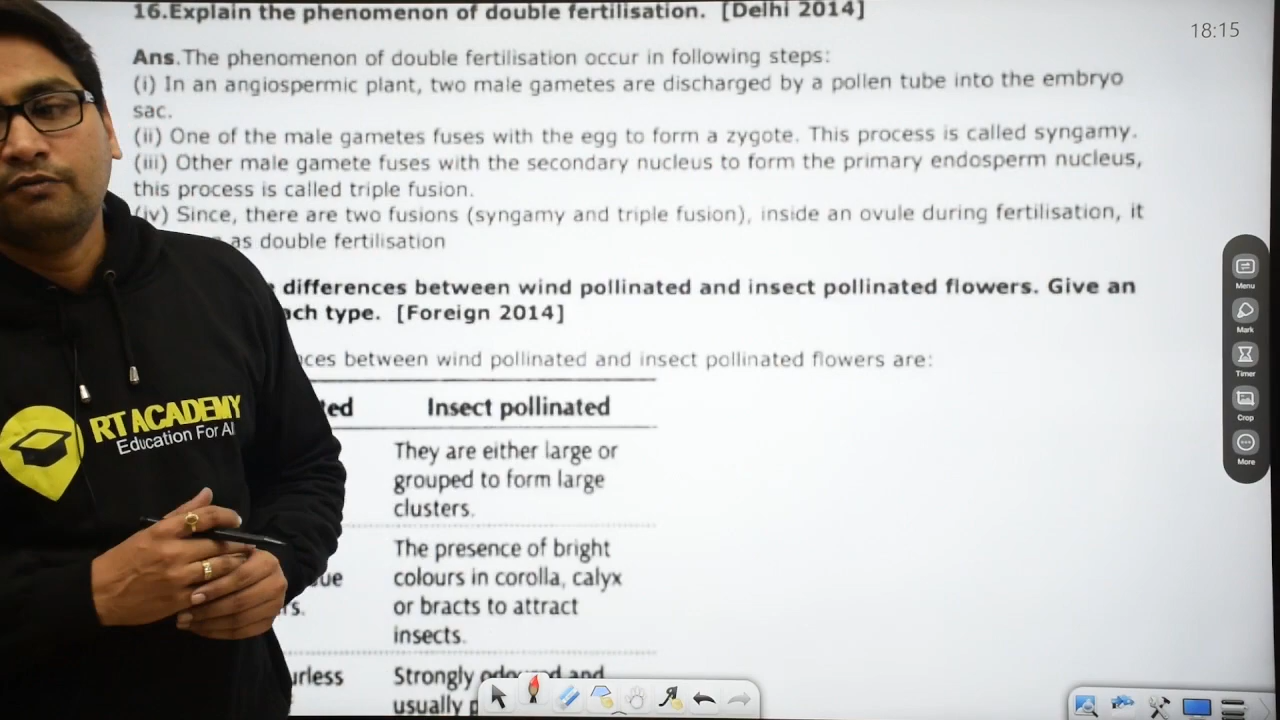 16.Explain the phenomenon of double fertilisation. [Delhi 2014]
18:15
Ans.The phenomenon of double fertilisation occur in following steps:
(i) In an angiospermic plant, two male gametes are discharged by a pollen tube into the embryo
sac.
(ii) One of the male gametes fuses with the egg to form a zygote. This process is called syngamy.
(iii) Other male gamete fuses with the secondary nucleus to form the primary endosperm nucleus,
this process is called triple fusion.
(iv) Since, there are two fusions (syngamy and triple fusion), inside an ovule during fertilisation, it
as double fertilisation
differences between wind pollinated and insect pollinated flowers. Give an
type. [Foreign 2014]
between wind pollinated and insect pollinated flowers are:
Insect pollinated
They are either large or
grouped to form large
clusters.
The presence of bright
colours in corolla, calyx
or bracts to attract
insects.
Strongly and
usually
RT ACADEMY
Education For All
Menu
Mark
Timer
Crop
More